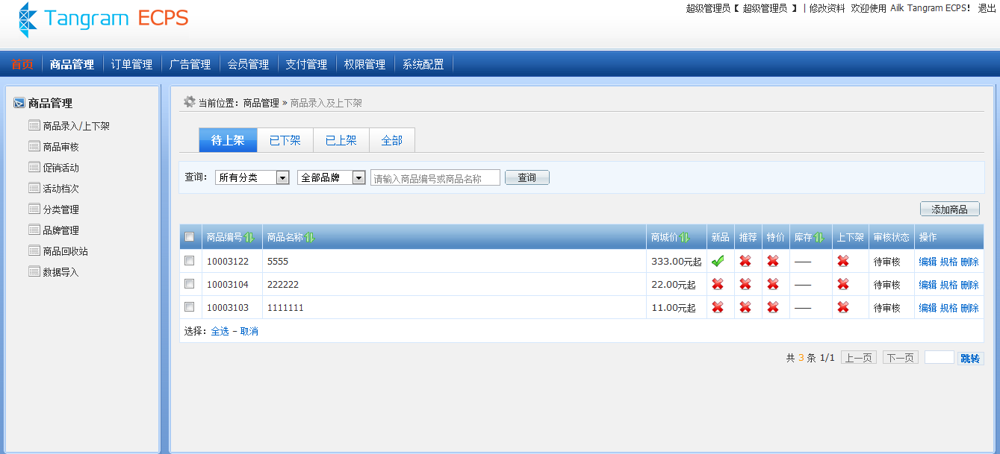 Tangram ECPS
超级管理员【 超级管理员 】 |修改资料 欢迎使用 Ailk Tangram ECPS! 退出
首页 商品管理 订单管理 广告管理 会员管理 支付管理 权限管理 系统配置
商品管理
商品录入/上下架
商品审核
促销活动
活动档次
分类管理
品牌管理
商品回收站
数据导入
当前位置: 商品管理 » 商品录入及上下架
待上架 已下架 已上架 全部
查询: 所有分类 全部品牌 请输入商品编号或商品名称 查询
添加商品
商品编号 商品名称 商城价 新品 推荐 特价 库存 上下架 审核状态 操作
10003122 5555 333.00元起 —— 待审核 编辑 规格 删除
10003104 222222 22.00元起 —— 待审核 编辑 规格 删除
10003103 1111111 11.00元起 —— 待审核 编辑 规格 删除
选择: 全选 - 取消
共 3 条 1/1 上一页 下一页 跳转